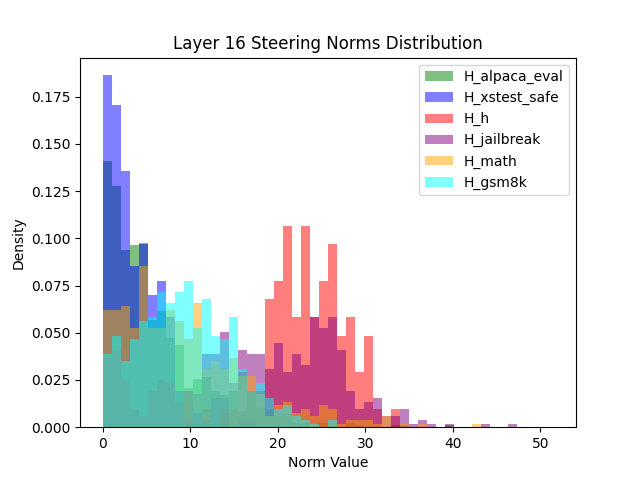 Layer 16 Steering Norms Distribution
H_alpaca_eval
H_xstest_safe
H_h
H_jailbreak
H_math
H_gsm8k
Density
0.175
0.150
0.125
0.100
0.075
0.050
0.025
0.000
0 10 20 30 40 50
Norm Value